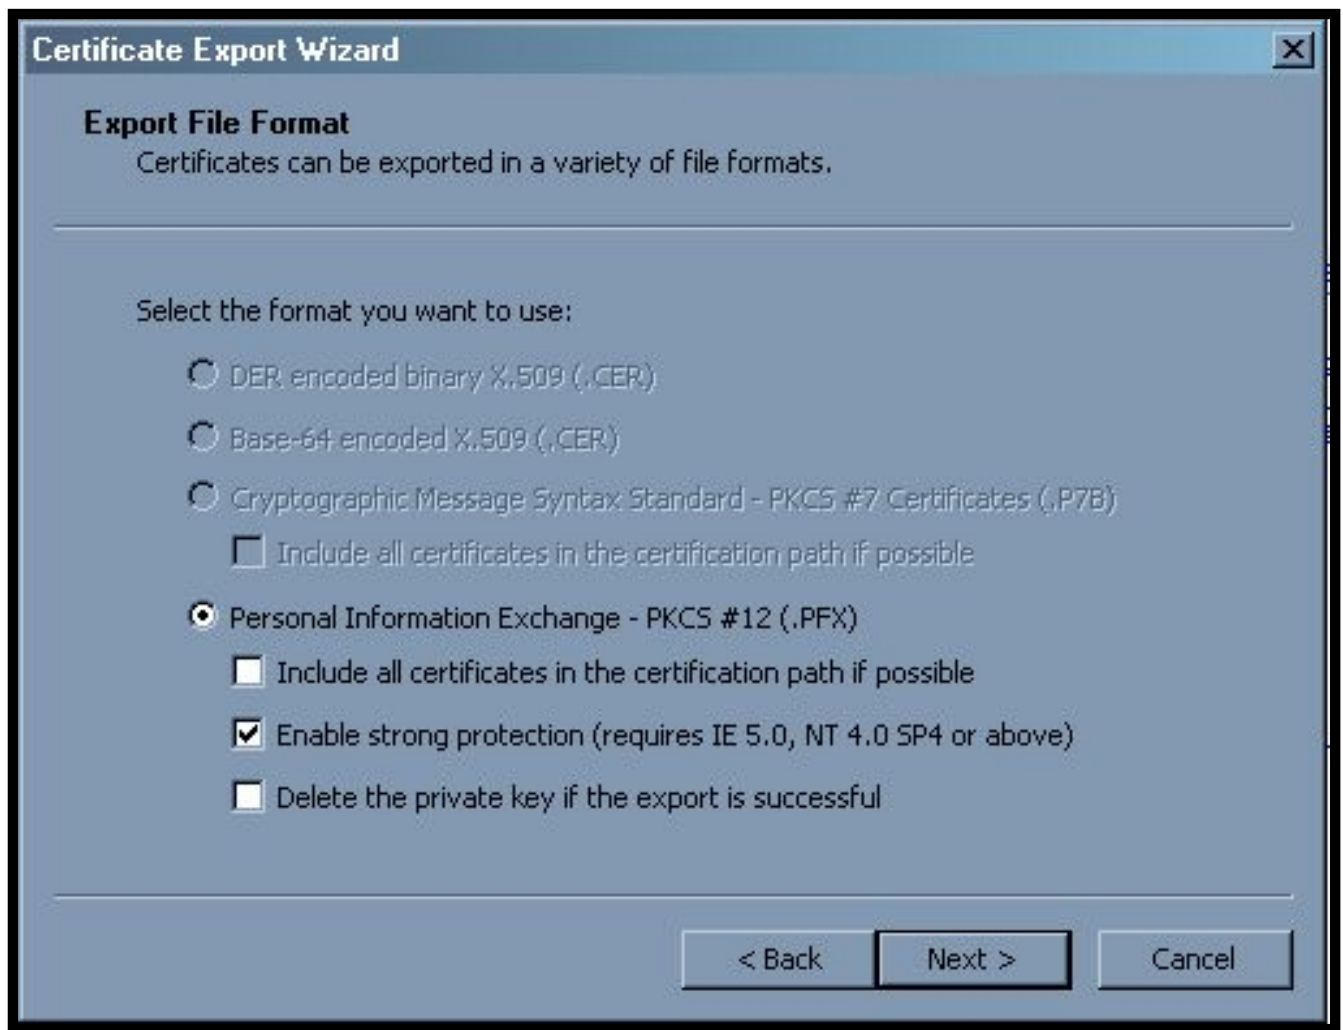 Certificate Export Wizard
Export File Format
Certificates can be exported in a variety of file formats.
Select the format you want to use:
DER encoded binary X.509 (.CER)
Base-64 encoded X.509 (.CER)
Cryptographic Message Syntax Standard - PKCS #7 Certificates (.P7B)
Include all certificates in the certification path if possible
Personal Information Exchange - PKCS #12 (.PFX)
Include all certificates in the certification path if possible
Enable strong protection (requires IE 5.0, NT 4.0 SP4 or above)
Delete the private key if the export is successful
< Back Next > Cancel